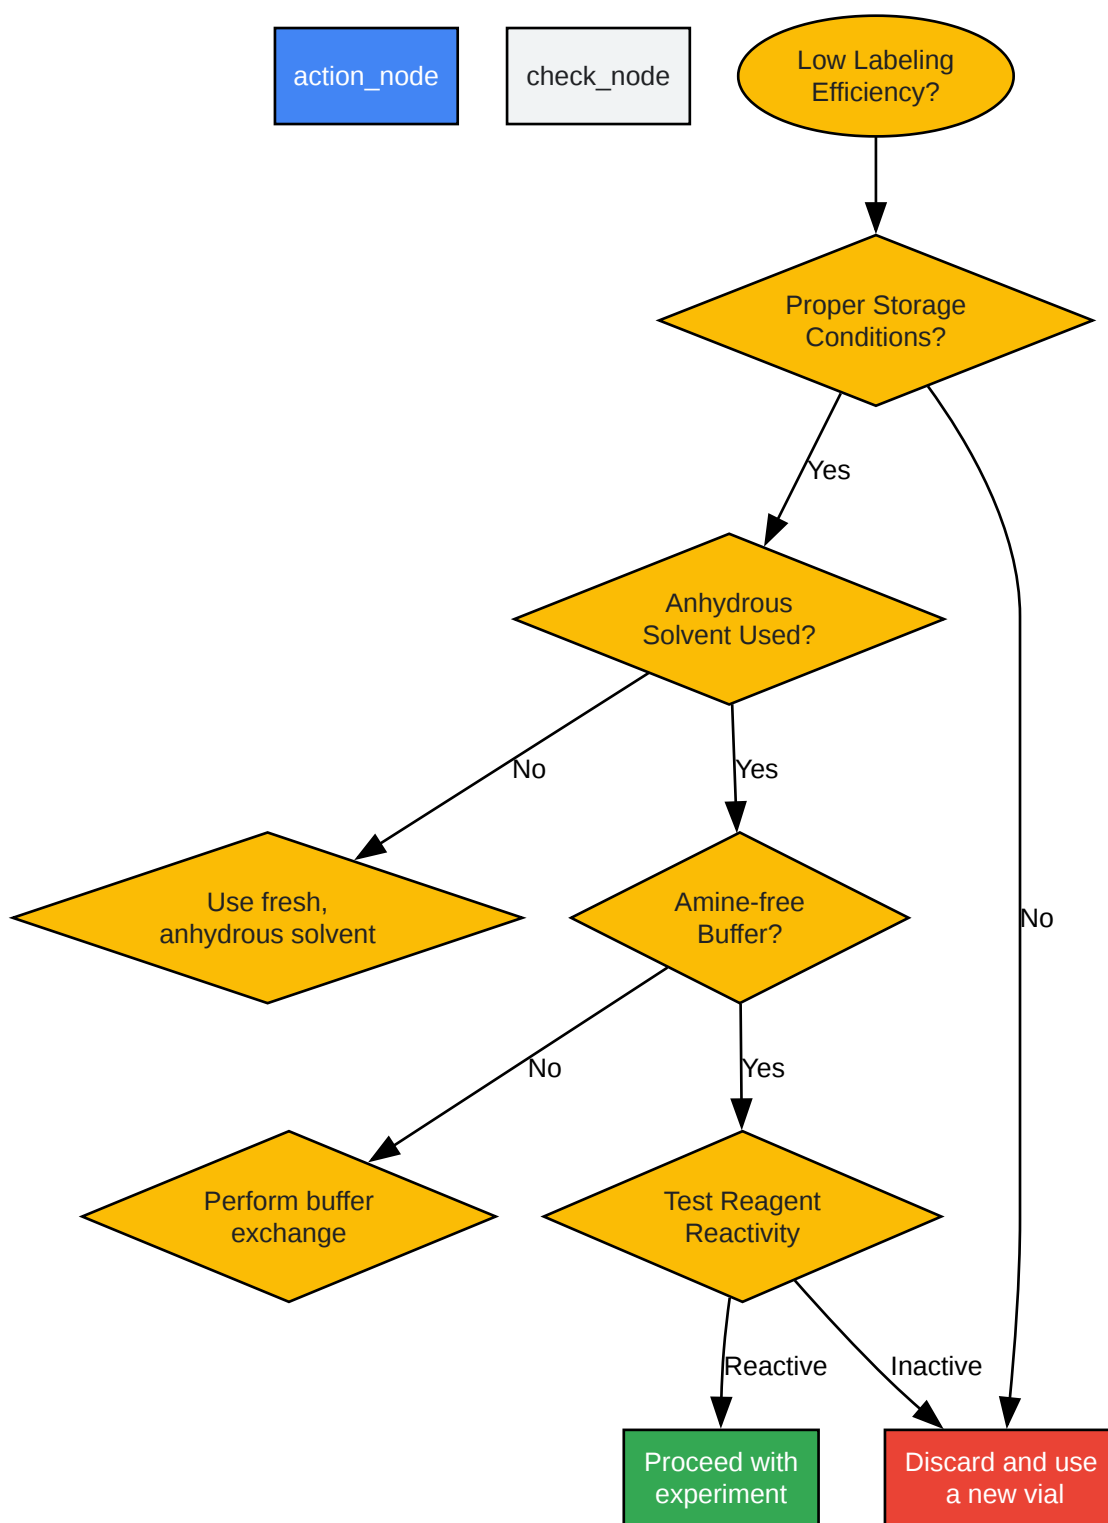 action_node
check_node
Low Labeling
Efficiency?
Proper Storage
Conditions?
Yes
Anhydrous
Solvent Used?
No
Yes
Use fresh,
anhydrous solvent
Amine-free
Buffer?
No
No
Yes
Perform buffer
exchange
Test Reagent
Reactivity
Reactive
Inactive
Proceed with
experiment
Discard and use
a new vial